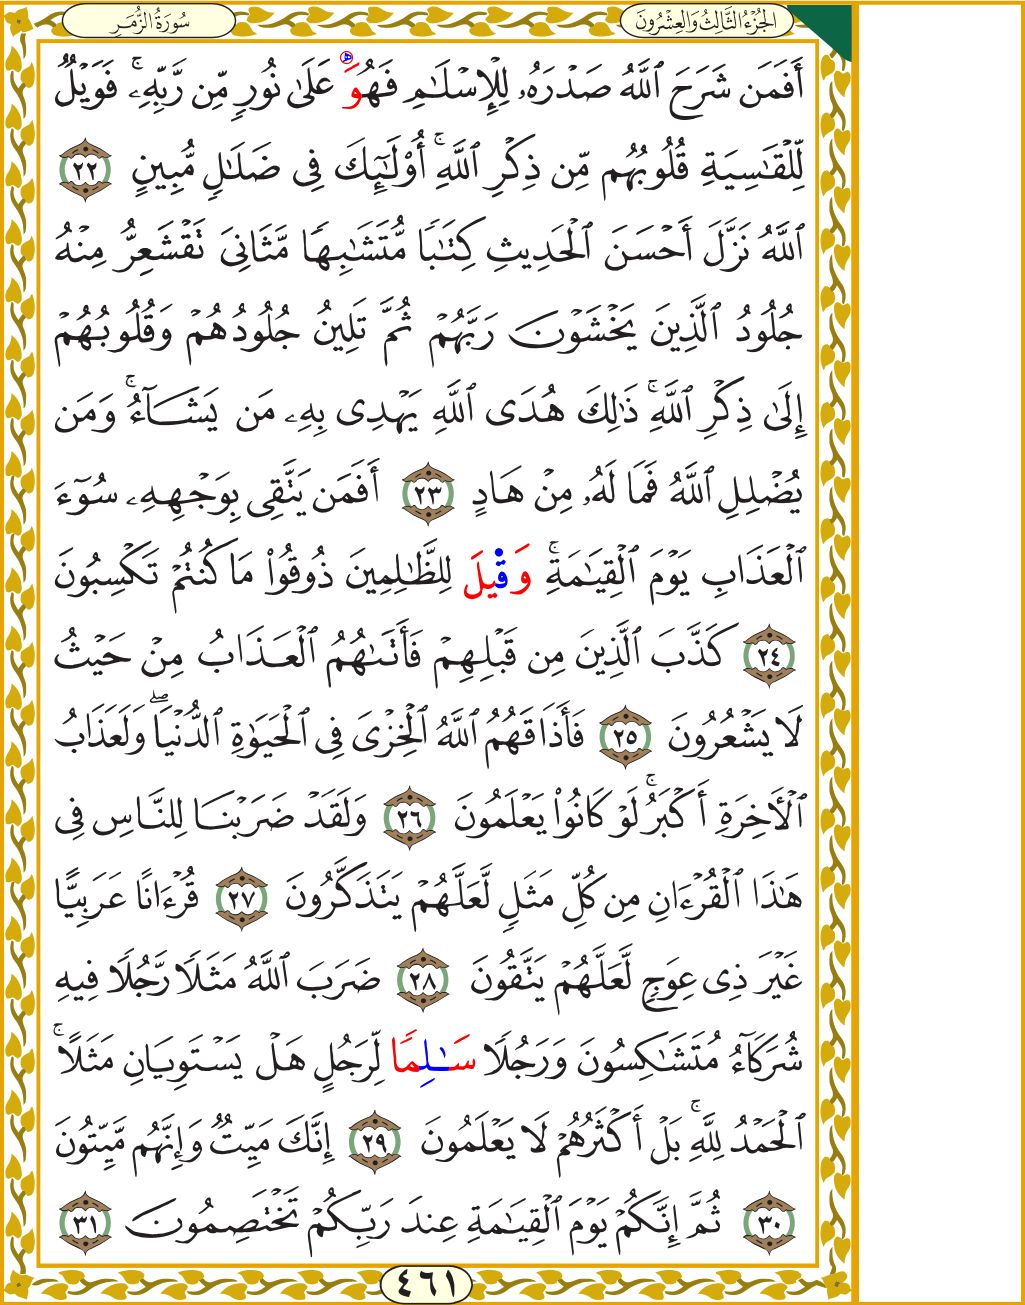 سُورَةُ الزُّمَرِ
الجُزْءُ الثَّالِثُ وَالعِشْرُونَ
أَفَمَن شَرَحَ ٱللَّهُ صَدْرَهُۥ لِلْإِسْلَـٰمِ فَهُوَ عَلَىٰ نُورٍ مِّن رَّبِّهِۦۚ فَوَيْلٌ
لِّلْقَـٰسِيَةِ قُلُوبُهُم مِّن ذِكْرِ ٱللَّهِۚ أُوْلَـٰٓئِكَ فِى ضَلَـٰلٍ مُّبِينٍ ٢٢
ٱللَّهُ نَزَّلَ أَحْسَنَ ٱلْحَدِيثِ كِتَـٰبًا مُّتَشَـٰبِهًا مَّثَانِىَ تَقْشَعِرُّ مِنْهُ
جُلُودُ ٱلَّذِينَ يَخْشَوْنَ رَبَّهُمْ ثُمَّ تَلِينُ جُلُودُهُمْ وَقُلُوبُهُمْ
إِلَىٰ ذِكْرِ ٱللَّهِۚ ذَٰلِكَ هُدَى ٱللَّهِ يَهْدِى بِهِۦ مَن يَشَآءُۚ وَمَن
يُضْلِلِ ٱللَّهُ فَمَا لَهُۥ مِنْ هَادٍ ٢٣ أَفَمَن يَتَّقِى بِوَجْهِهِۦ سُوٓءَ
ٱلْعَذَابِ يَوْمَ ٱلْقِيَـٰمَةِۚ وَقِيلَ لِلظَّـٰلِمِينَ ذُوقُوا۟ مَا كُنتُمْ تَكْسِبُونَ
٢٤ كَذَّبَ ٱلَّذِينَ مِن قَبْلِهِمْ فَأَتَىٰهُمُ ٱلْعَذَابُ مِنْ حَيْثُ
لَا يَشْعُرُونَ ٢٥ فَأَذَاقَهُمُ ٱللَّهُ ٱلْخِزْىَ فِى ٱلْحَيَوٰةِ ٱلدُّنْيَاۖ وَلَعَذَابُ
ٱلْأَخِرَةِ أَكْبَرُۚ لَوْ كَانُوا۟ يَعْلَمُونَ ٢٦ وَلَقَدْ ضَرَبْنَا لِلنَّاسِ فِى
هَـٰذَا ٱلْقُرْءَانِ مِن كُلِّ مَثَلٍ لَّعَلَّهُمْ يَتَذَكَّرُونَ ٢٧ قُرْءَانًا عَرَبِيًّا
غَيْرَ ذِى عِوَجٍ لَّعَلَّهُمْ يَتَّقُونَ ٢٨ ضَرَبَ ٱللَّهُ مَثَلًا رَّجُلًا فِيهِ
شُرَكَآءُ مُتَشَـٰكِسُونَ وَرَجُلًا سَـٰلِمًا لِّرَجُلٍ هَلْ يَسْتَوِيَانِ مَثَلًاۚ
ٱلْحَمْدُ لِلَّهِۚ بَلْ أَكْثَرُهُمْ لَا يَعْلَمُونَ ٢٩ إِنَّكَ مَيِّتٌ وَإِنَّهُم مَّيِّتُونَ
٣٠ ثُمَّ إِنَّكُمْ يَوْمَ ٱلْقِيَـٰمَةِ عِندَ رَبِّكُمْ تَخْتَصِمُونَ ٣١
٤٦١